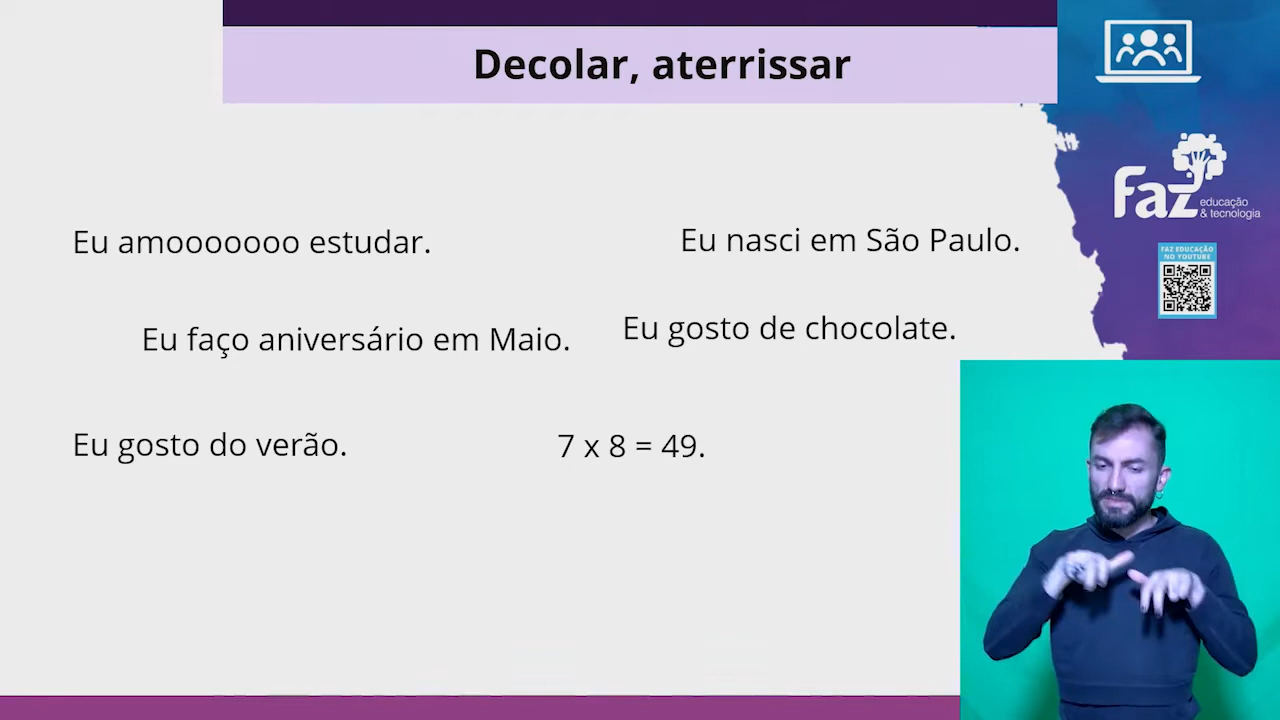 Decolar, aterrissar
Eu amooooooo estudar.
Eu nasci em São Paulo.
Eu faço aniversário em Maio.
Eu gosto de chocolate.
Eu gosto do verão.
7 x 8 = 49.
Faz educação
& tecnologia
FAZ EDUCAÇÃO
NO YOUTUBE